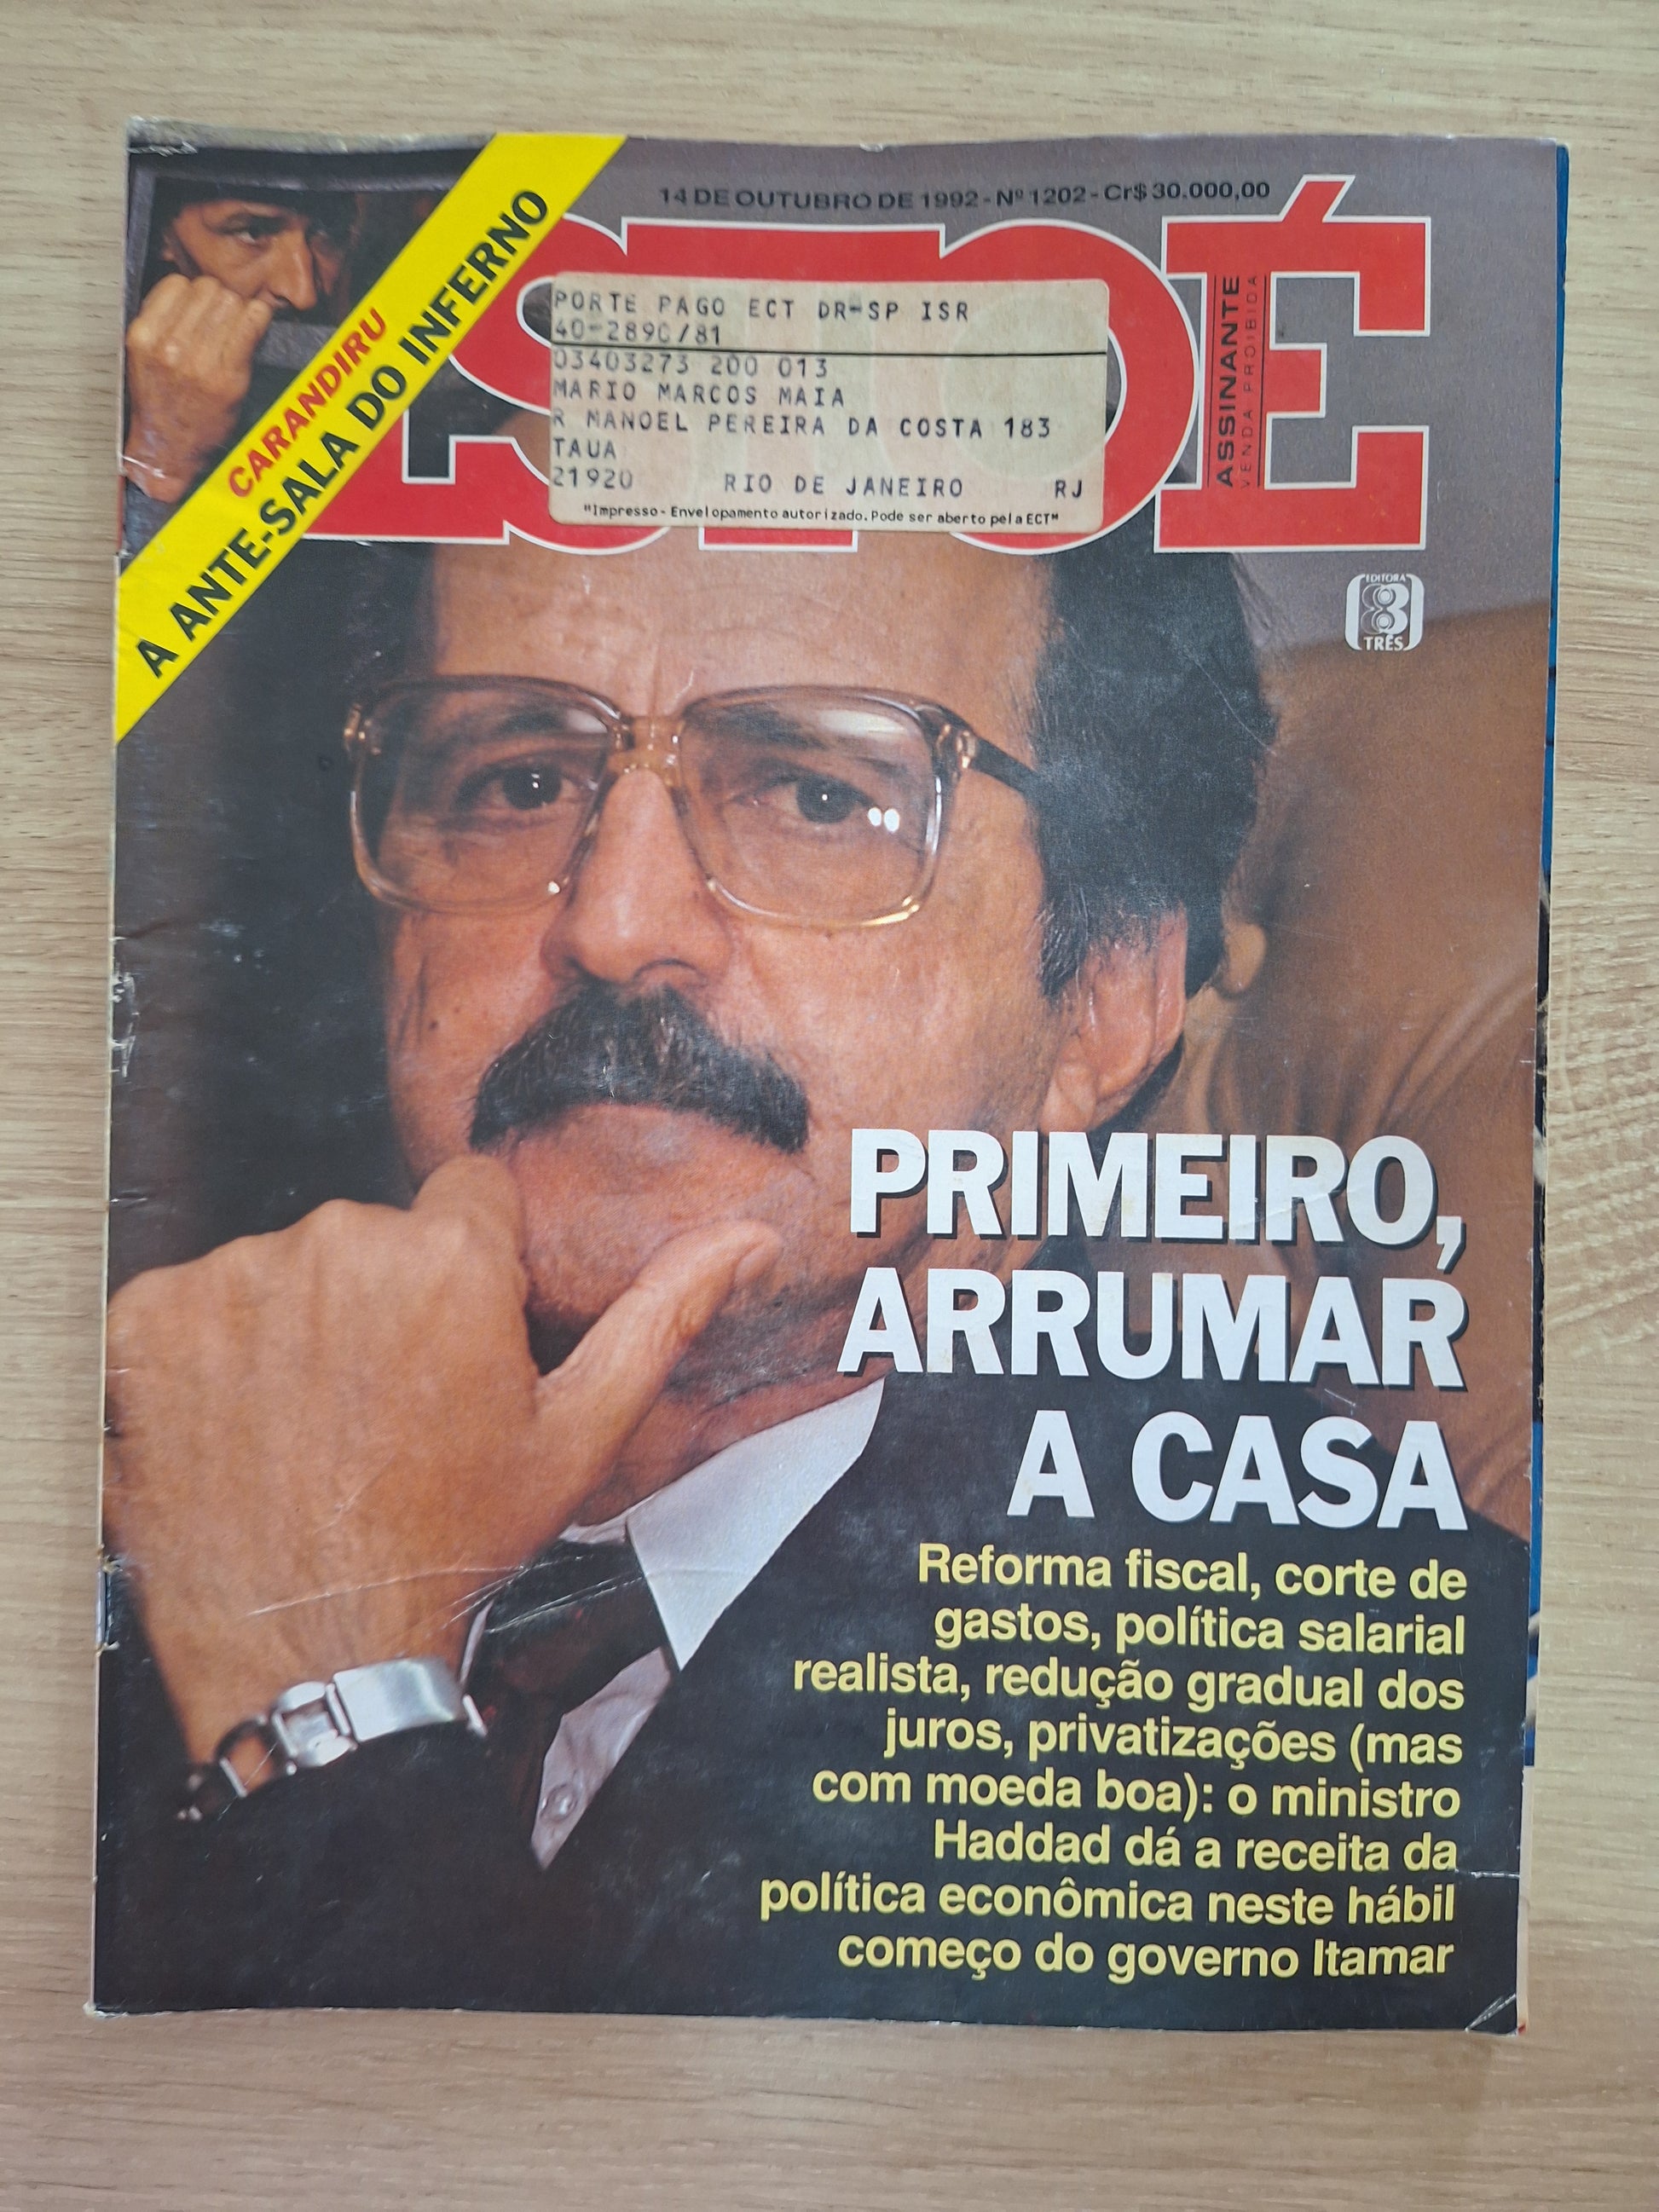 14 DE OUTUBRO DE 1992 - Nº 1202 - Cr$ 30.000,00
ISTOÉ
CARANDIRU
A ANTE-SALA DO INFERNO
PORTE PAGO ECT DR-SP ISR
40-2890/81
03403273 200 013
MARIO MARCOS MAIA
R MANOEL PEREIRA DA COSTA 183
TAUA
21920 RIO DE JANEIRO RJ
"Impresso - Envelopamento autorizado. Pode ser aberto pela ECT"
ASSINANTE
VENDA PROIBIDA
EDITORA
3
TRÊS
PRIMEIRO,
ARRUMAR
A CASA
Reforma fiscal, corte de
gastos, política salarial
realista, redução gradual dos
juros, privatizações (mas
com moeda boa): o ministro
Haddad dá a receita da
política econômica neste hábil
começo do governo Itamar